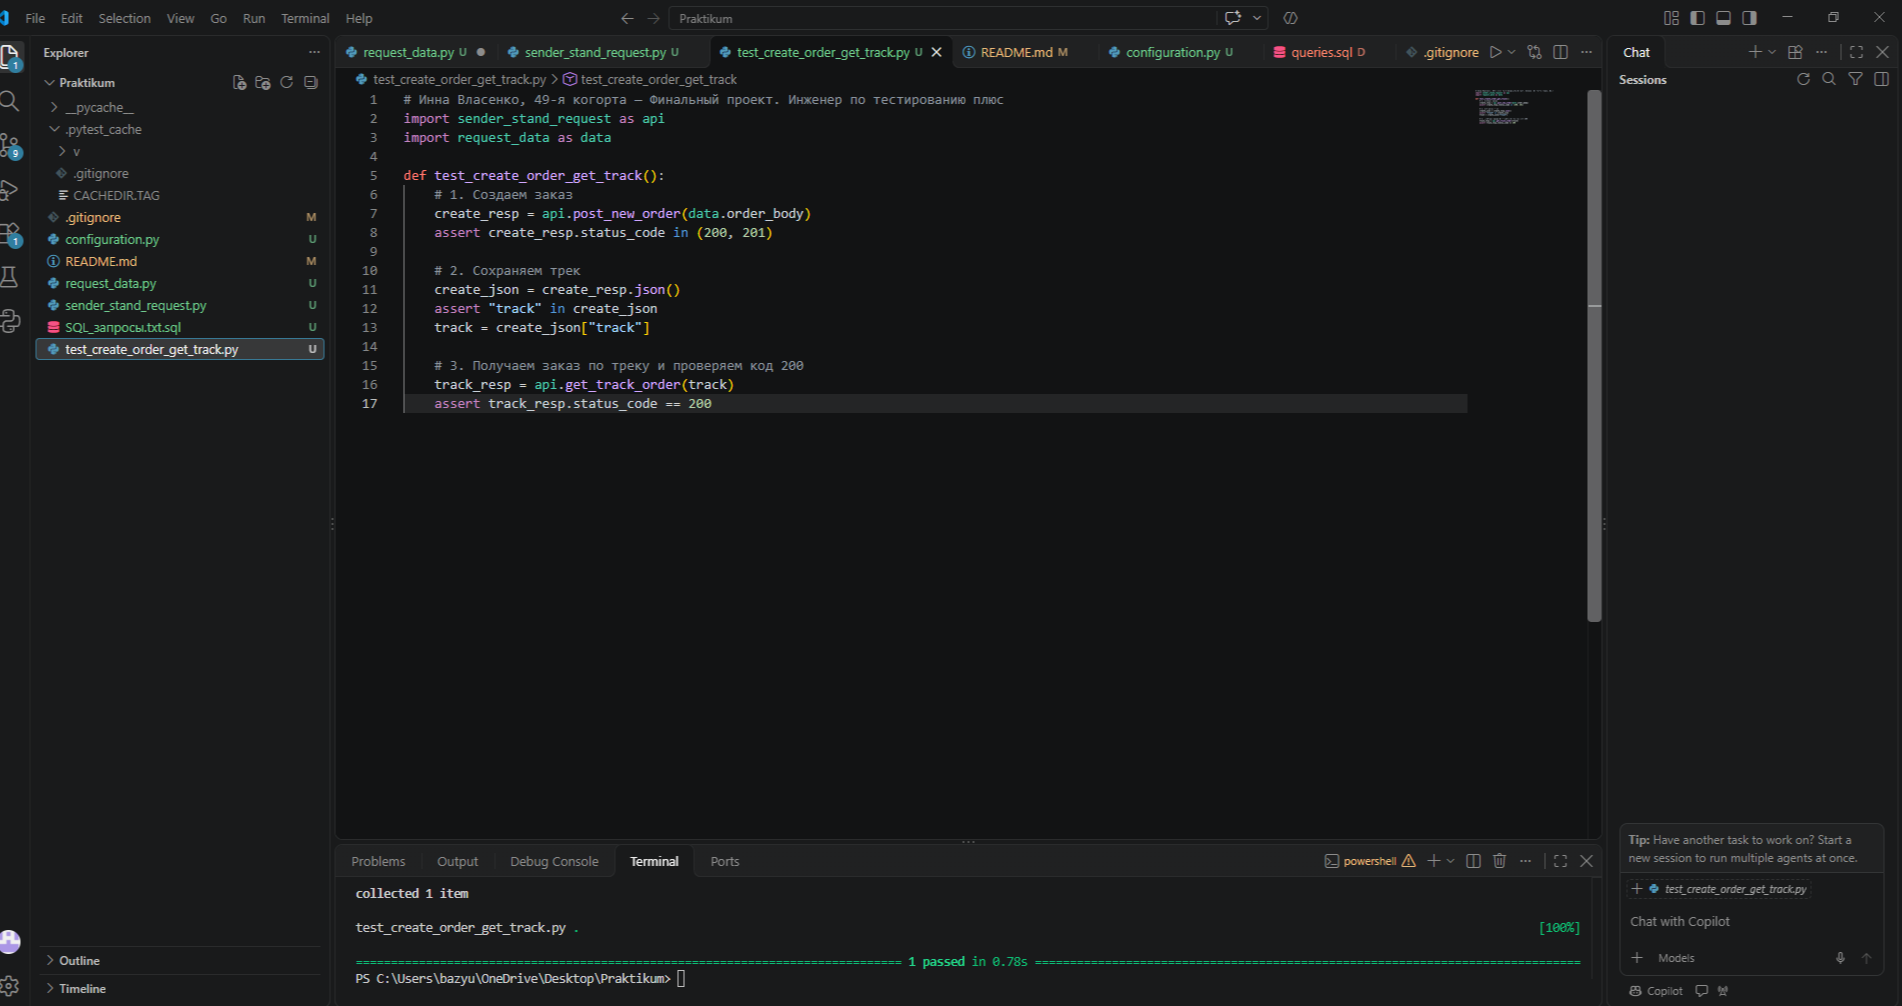 File Edit Selection View Go Run Terminal Help
Praktikum
Explorer
Praktikum
__pycache__
.pytest_cache
v
.gitignore
CACHEDIR.TAG
.gitignore M
configuration.py U
README.md M
request_data.py U
sender_stand_request.py U
SQL_запросы.txt.sql U
test_create_order_get_track.py U
Outline
Timeline
1
9
1
request_data.py U sender_stand_request.py U test_create_order_get_track.py U README.md M configuration.py U queries.sql D .gitignore
test_create_order_get_track.py > test_create_order_get_track
1 # Инна Власенко, 49-я когорта — Финальный проект. Инженер по тестированию плюс
2 import sender_stand_request as api
3 import request_data as data
4
5 def test_create_order_get_track():
6 # 1. Создаем заказ
7 create_resp = api.post_new_order(data.order_body)
8 assert create_resp.status_code in (200, 201)
9
10 # 2. Сохраняем трек
11 create_json = create_resp.json()
12 assert "track" in create_json
13 track = create_json["track"]
14
15 # 3. Получаем заказ по треку и проверяем код 200
16 track_resp = api.get_track_order(track)
17 assert track_resp.status_code == 200
Problems Output Debug Console Terminal Ports
powershell
collected 1 item
test_create_order_get_track.py . [100%]
1 passed in 0.78s
PS C:\Users\bazyu\OneDrive\Desktop\Praktikum>
Chat
Sessions
Tip: Have another task to work on? Start a
new session to run multiple agents at once.
test_create_order_get_track.py
Chat with Copilot
Models
Copilot